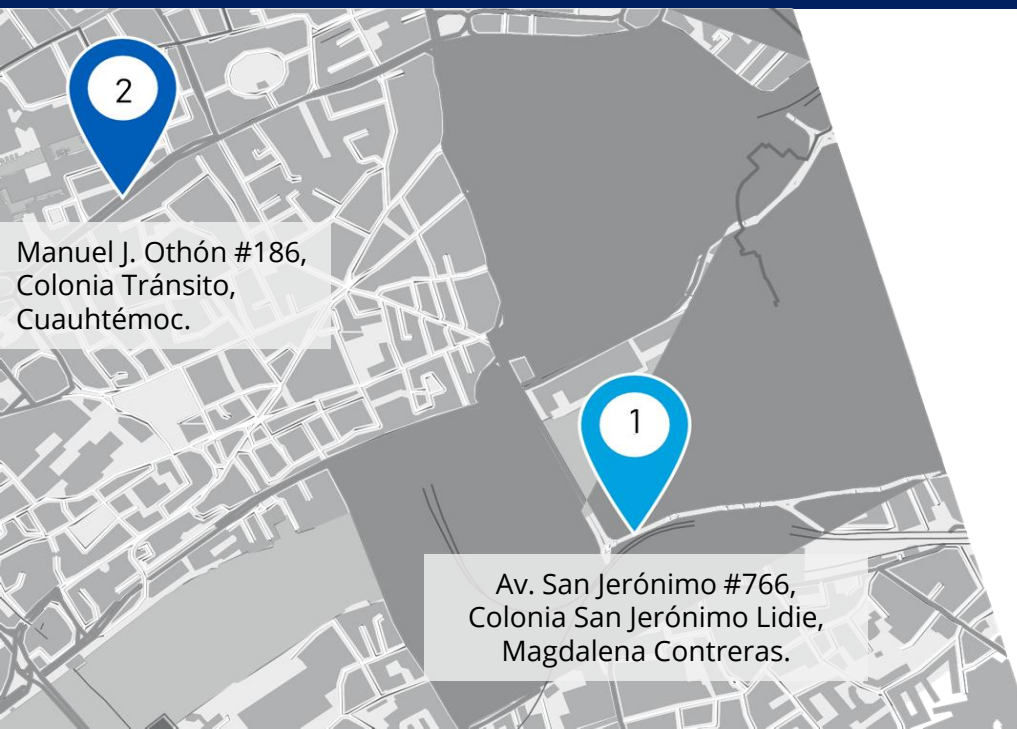 2
Manuel J. Othón #186,
Colonia Tránsito,
Cuauhtémoc.
1
Av. San Jerónimo #766,
Colonia San Jerónimo Lidie,
Magdalena Contreras.